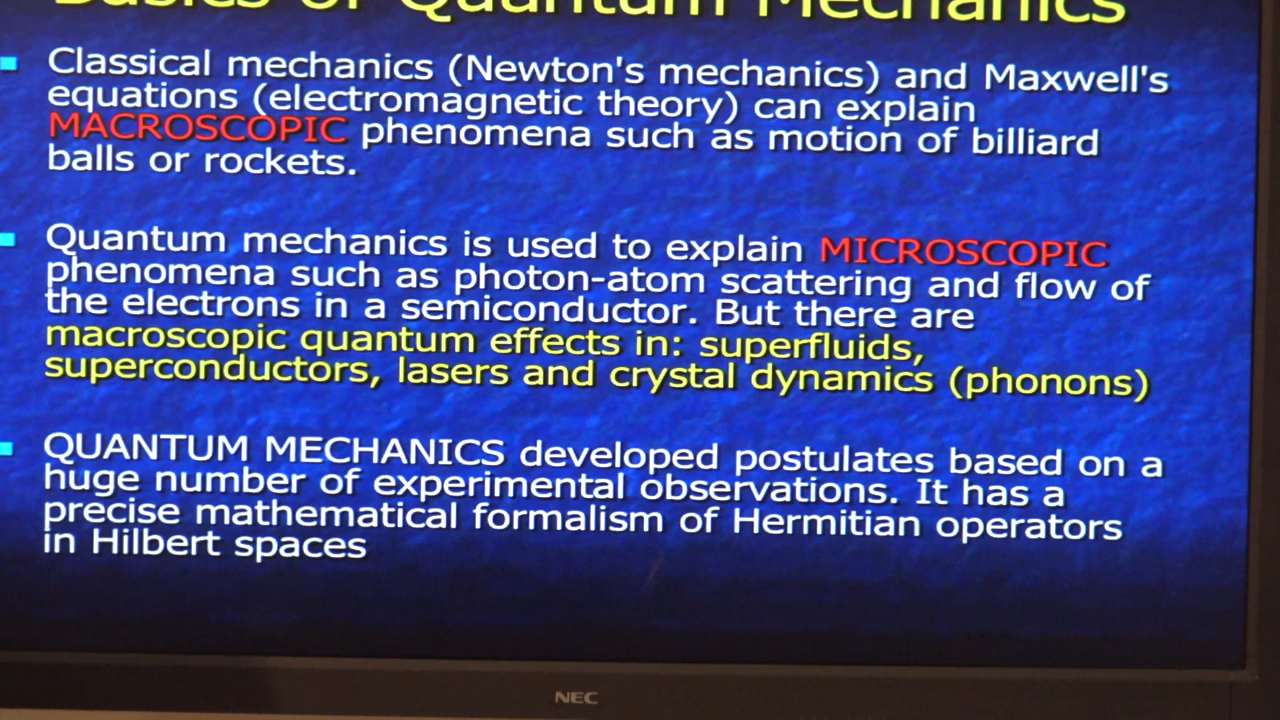 Basics of Quantum Mechanics
Classical mechanics (Newton's mechanics) and Maxwell's
equations (electromagnetic theory) can explain
MACROSCOPIC phenomena such as motion of billiard
balls or rockets.
Quantum mechanics is used to explain MICROSCOPIC
phenomena such as photon-atom scattering and flow of
the electrons in a semiconductor. But there are
macroscopic quantum effects in: superfluids,
superconductors, lasers and crystal dynamics (phonons)
QUANTUM MECHANICS developed postulates based on a
huge number of experimental observations. It has a
precise mathematical formalism of Hermitian operators
in Hilbert spaces
NEC